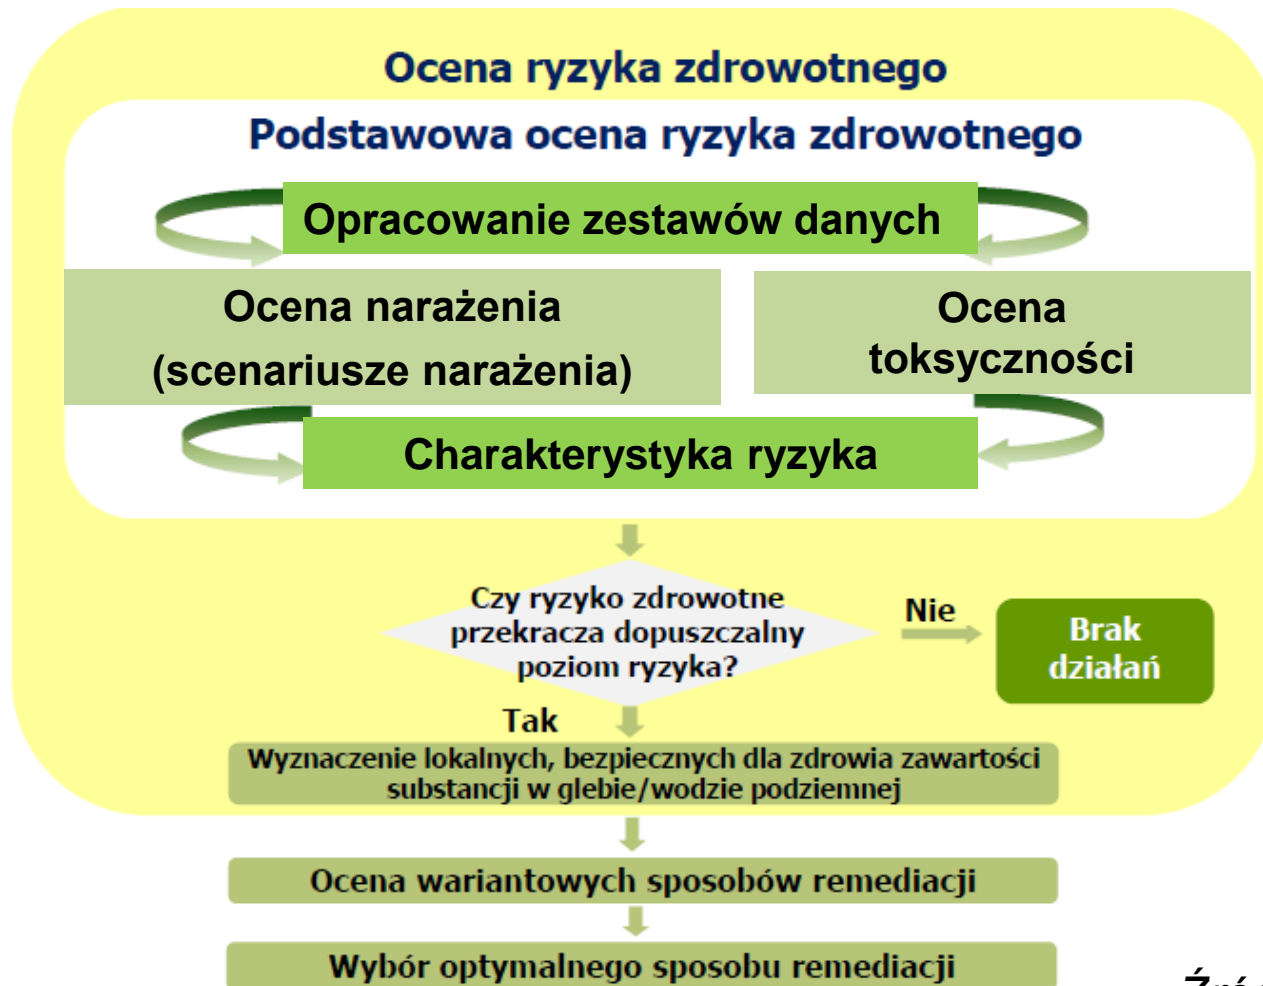 Ocena ryzyka zdrowotnego
Podstawowa ocena ryzyka zdrowotnego
Opracowanie zestawów danych
Ocena narażenia
(scenariusze narażenia)
Ocena
toksyczności
Charakterystyka ryzyka
Czy ryzyko zdrowotne
przekracza dopuszczalny
poziom ryzyka?
Nie
Brak
działań
Tak
Wyznaczenie lokalnych, bezpiecznych dla zdrowia zawartości
substancji w glebie/wodzie podziemnej
Ocena wariantowych sposobów remediacji
Wybór optymalnego sposobu remediacji